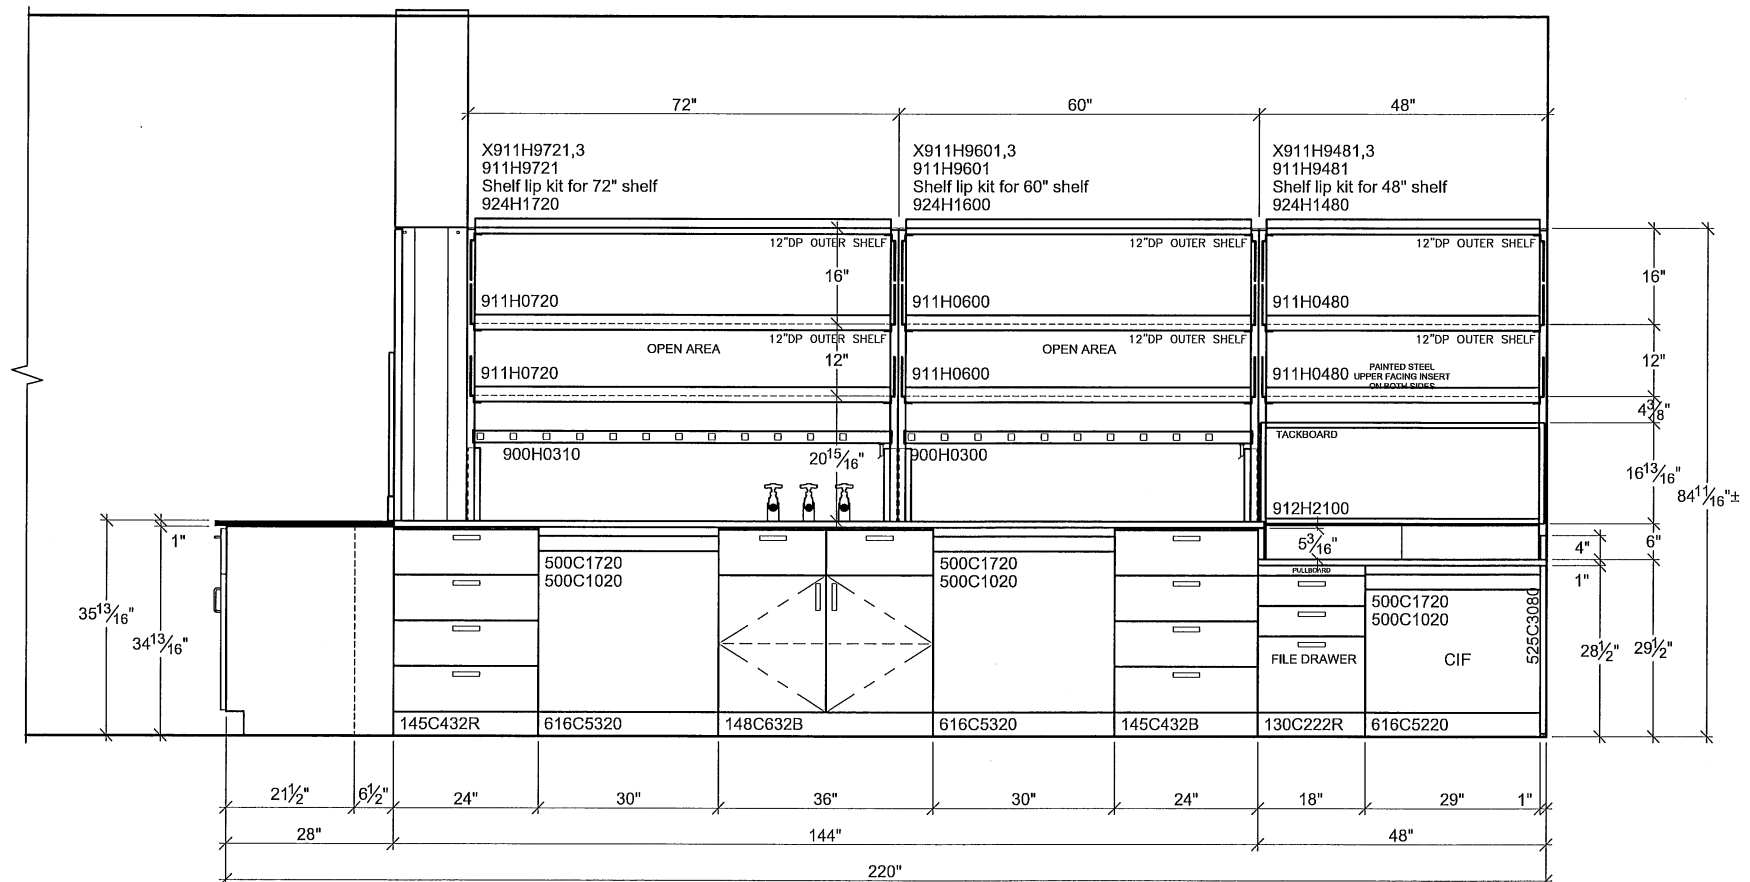 72"
60"
48"
X911H9721,3
911H9721
Shelf lip kit for 72" shelf
924H1720
X911H9601,3
911H9601
Shelf lip kit for 60" shelf
924H1600
X911H9481,3
911H9481
Shelf lip kit for 48" shelf
924H1480
12"DP OUTER SHELF
12"DP OUTER SHELF
12"DP OUTER SHELF
16"
16"
911H0720
911H0600
911H0480
12"DP OUTER SHELF
12"DP OUTER SHELF
12"DP OUTER SHELF
OPEN AREA
OPEN AREA
12"
12"
911H0720
911H0600
911H0480
PAINTED STEEL
UPPER FACING INSERT
ON BOTH SIDES
4 3/8"
TACKBOARD
900H0310
20 15/16"
900H0300
16 13/16"
84 11/16"±
912H2100
1"
5 3/16"
4"
6"
500C1720
500C1020
500C1720
500C1020
PULLBOARD
1"
500C1720
500C1020
525C3080
35 13/16"
34 13/16"
28 1/2"
29 1/2"
FILE DRAWER
CIF
145C432R
616C5320
148C632B
616C5320
145C432B
130C222R
616C5220
21 1/2"
6 1/2"
24"
30"
36"
30"
24"
18"
29"
1"
28"
144"
48"
220"